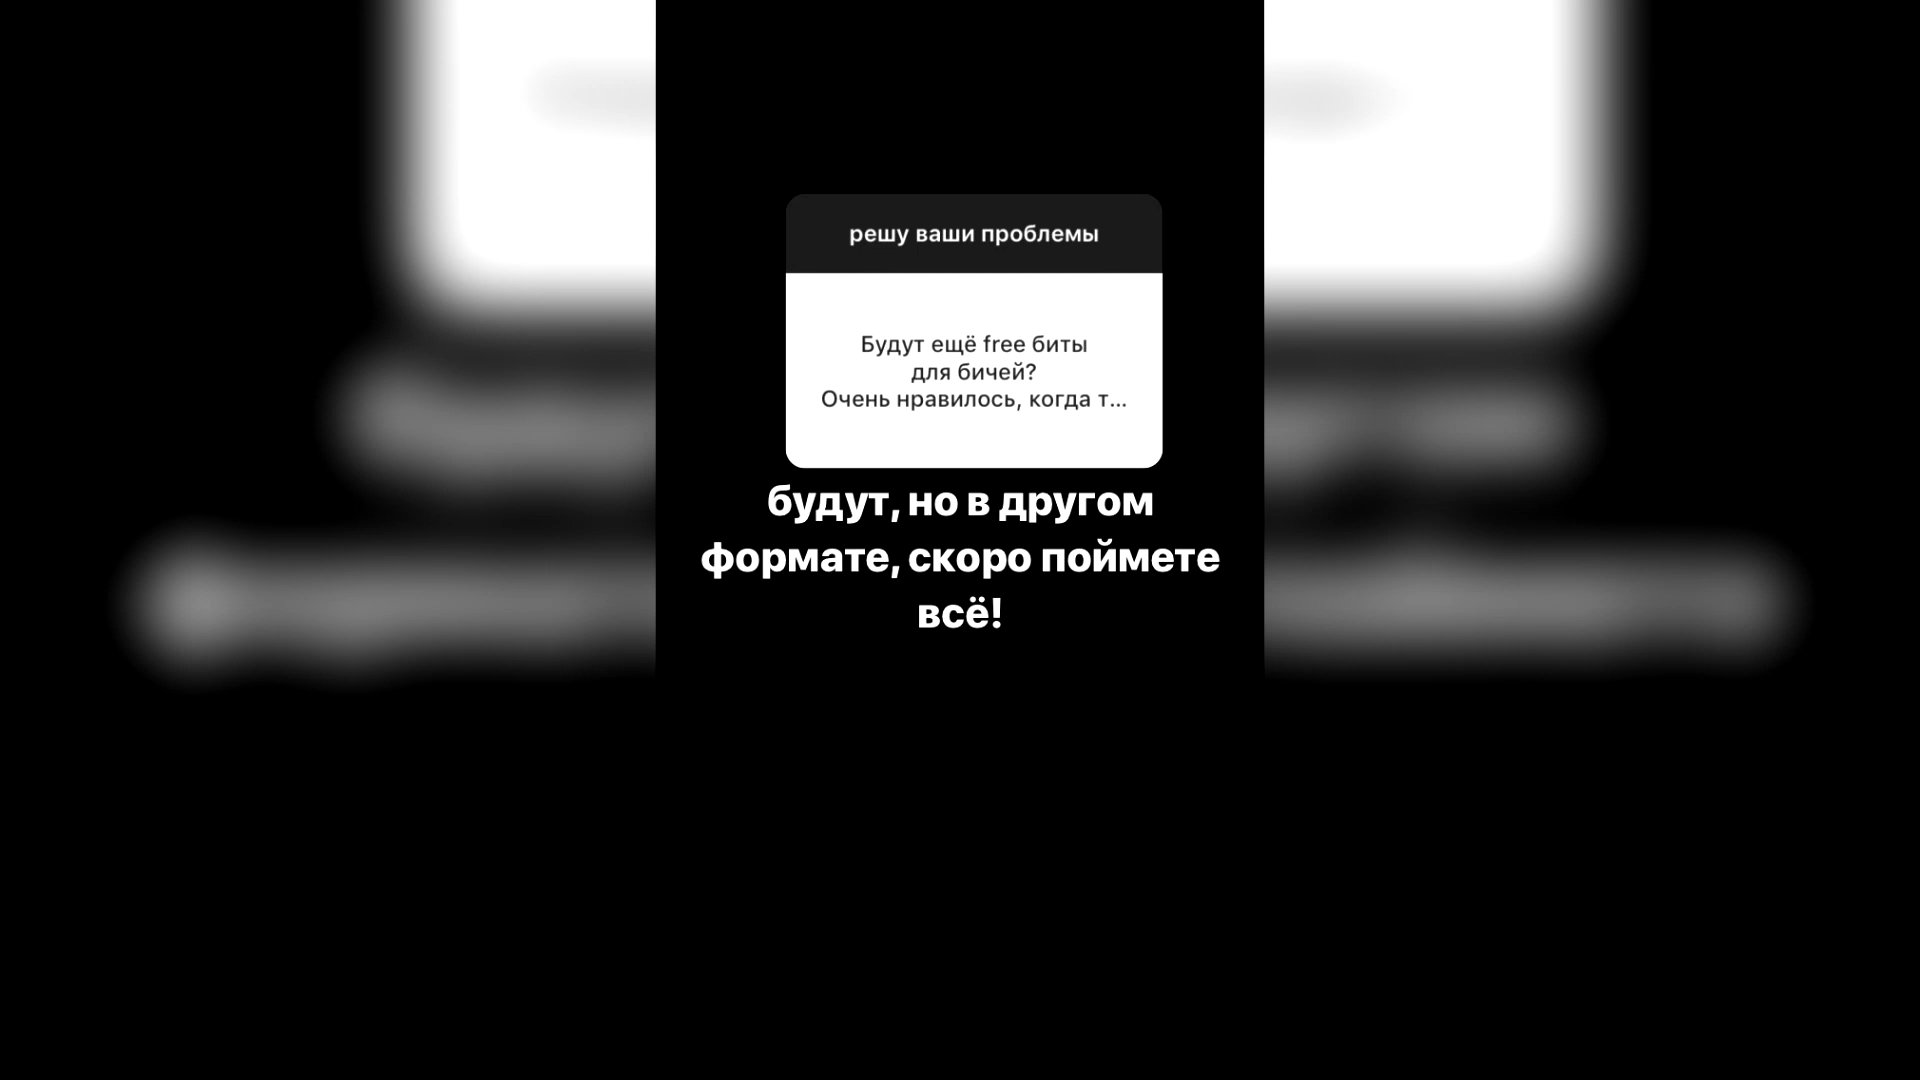 решу ваши проблемы
Будут ещё free биты
для бичей?
Очень нравилось, когда т...
будут, но в другом
формате, скоро поймете
всё!